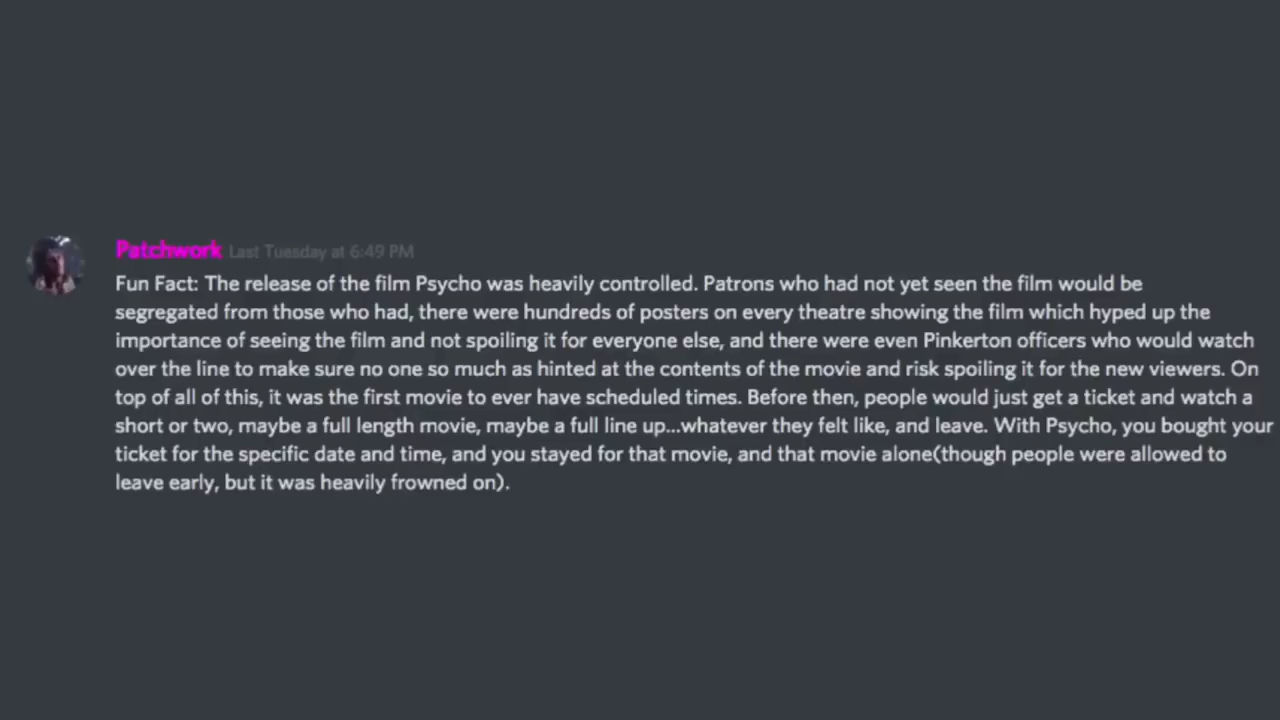 Patchwork Last Tuesday at 6:49 PM
Fun Fact: The release of the film Psycho was heavily controlled. Patrons who had not yet seen the film would be
segregated from those who had, there were hundreds of posters on every theatre showing the film which hyped up the
importance of seeing the film and not spoiling it for everyone else, and there were even Pinkerton officers who would watch
over the line to make sure no one so much as hinted at the contents of the movie and risk spoiling it for the new viewers. On
top of all of this, it was the first movie to ever have scheduled times. Before then, people would just get a ticket and watch a
short or two, maybe a full length movie, maybe a full line up...whatever they felt like, and leave. With Psycho, you bought your
ticket for the specific date and time, and you stayed for that movie, and that movie alone(though people were allowed to
leave early, but it was heavily frowned on).